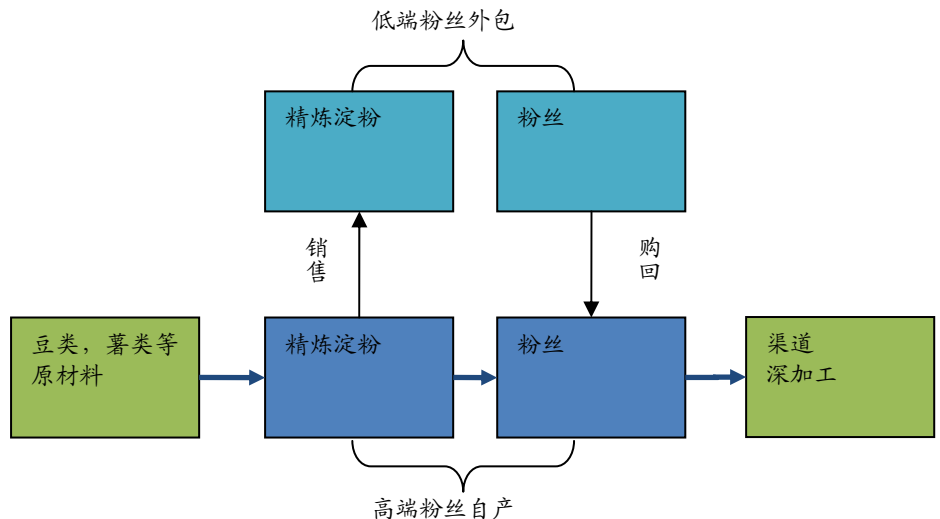 低端粉丝外包
精炼淀粉
粉丝
销
售
购
回
豆类，薯类等
原材料
精炼淀粉
粉丝
渠道
深加工
高端粉丝自产